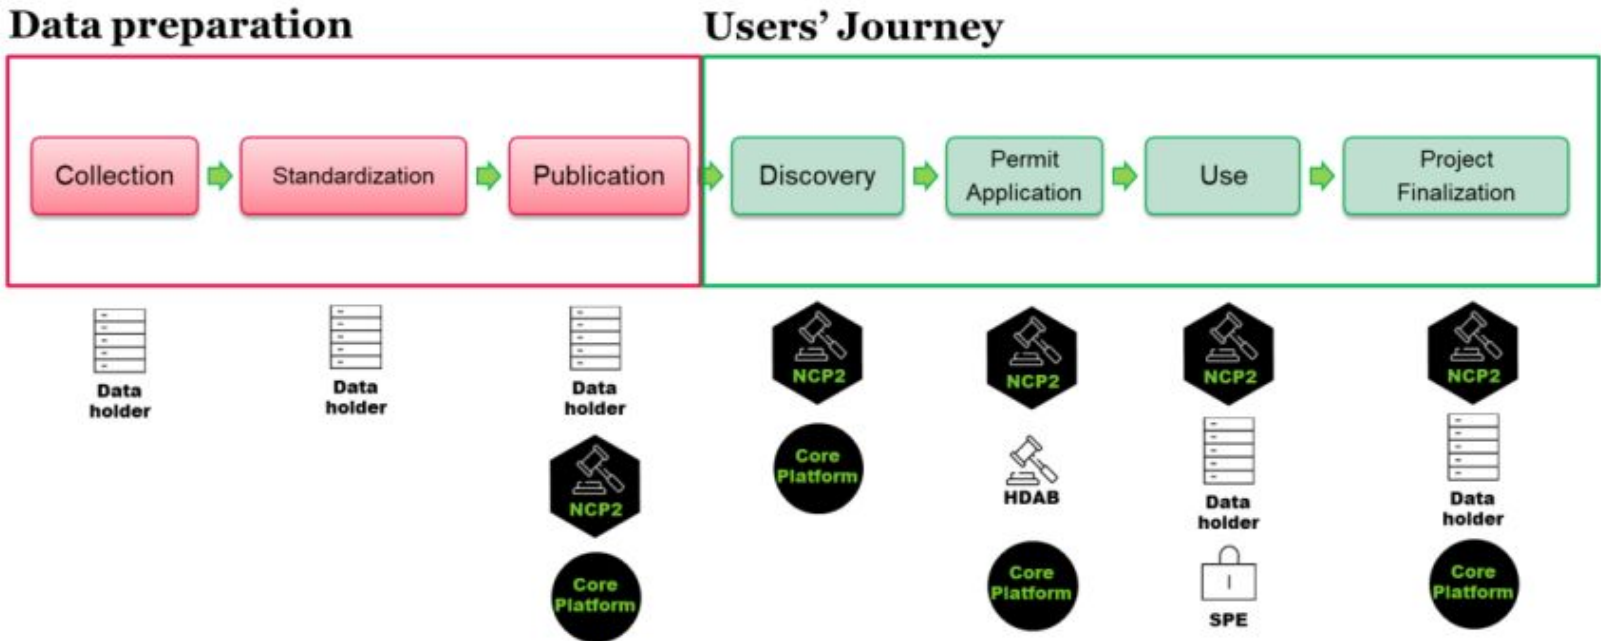 Data preparation
Users’ Journey
Collection
Standardization
Publication
Discovery
Permit
Application
Use
Project
Finalization
Data
holder
Data
holder
Data
holder
NCP2
Core
Platform
NCP2
Core
Platform
NCP2
HDAB
Core
Platform
NCP2
Data
holder
SPE
NCP2
Data
holder
Core
Platform